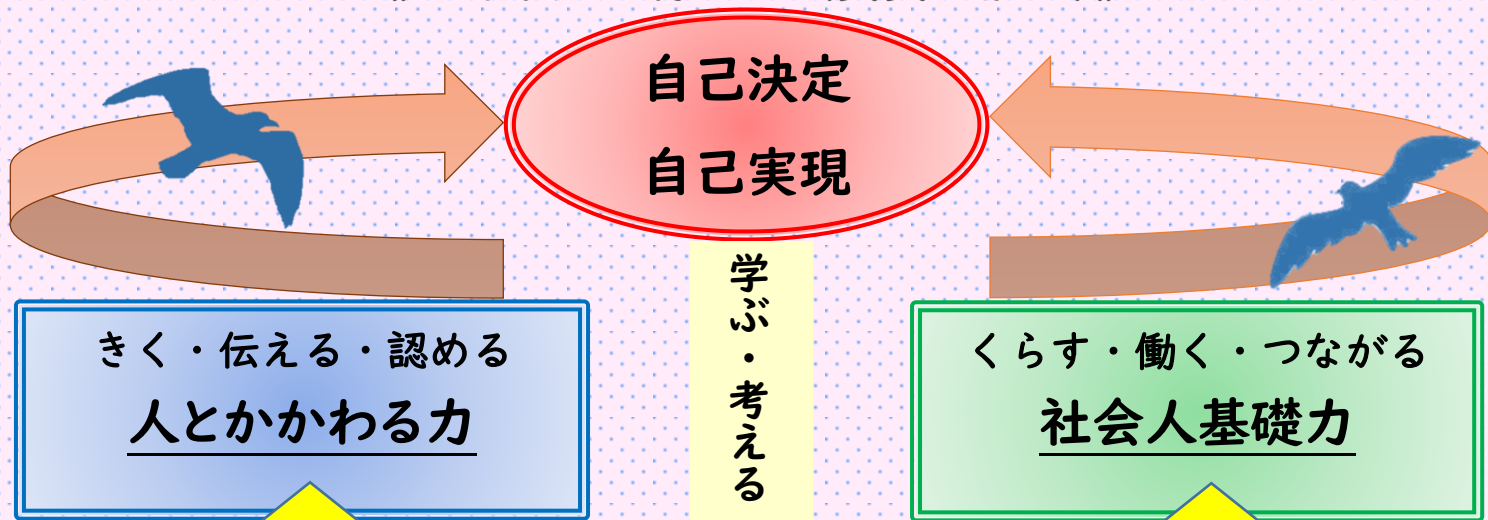 自己決定
自己実現
きく・伝える・認める
人とかかわる力
学ぶ・考える
くらす・働く・つながる
社会人基礎力